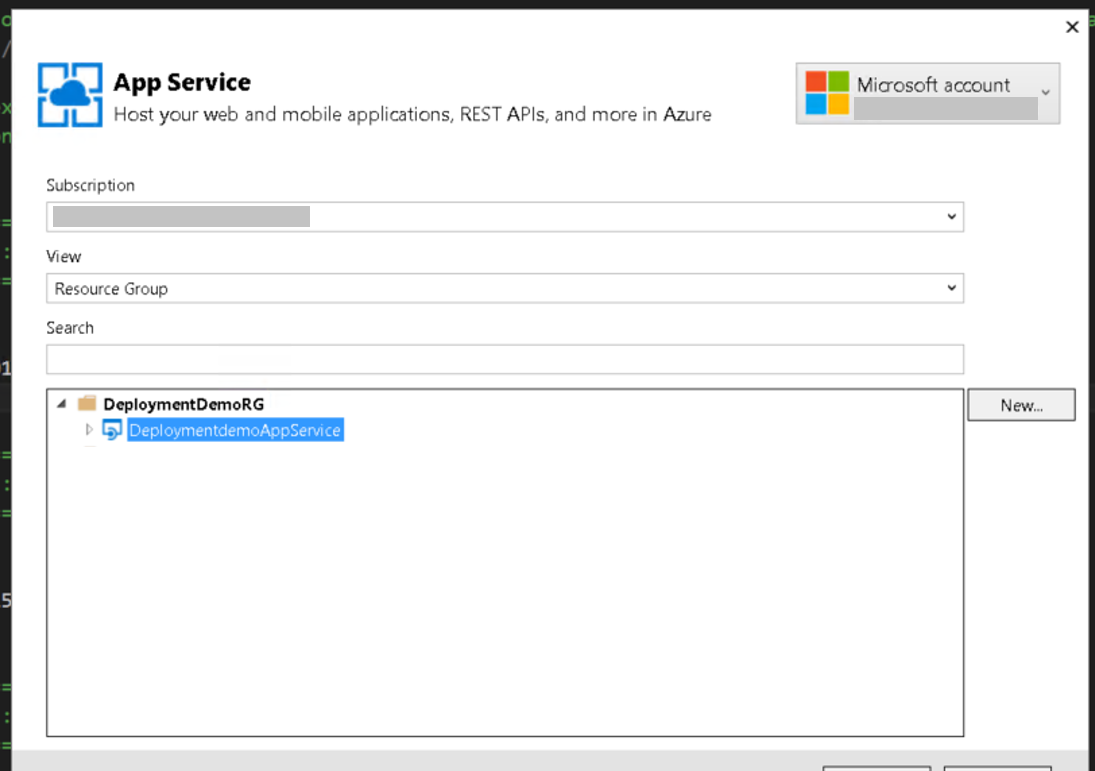 App Service
Host your web and mobile applications, REST APIs, and more in Azure
Microsoft account
Subscription
View
Resource Group
Search
DeploymentDemoRG
DeploymentdemoAppService
New...